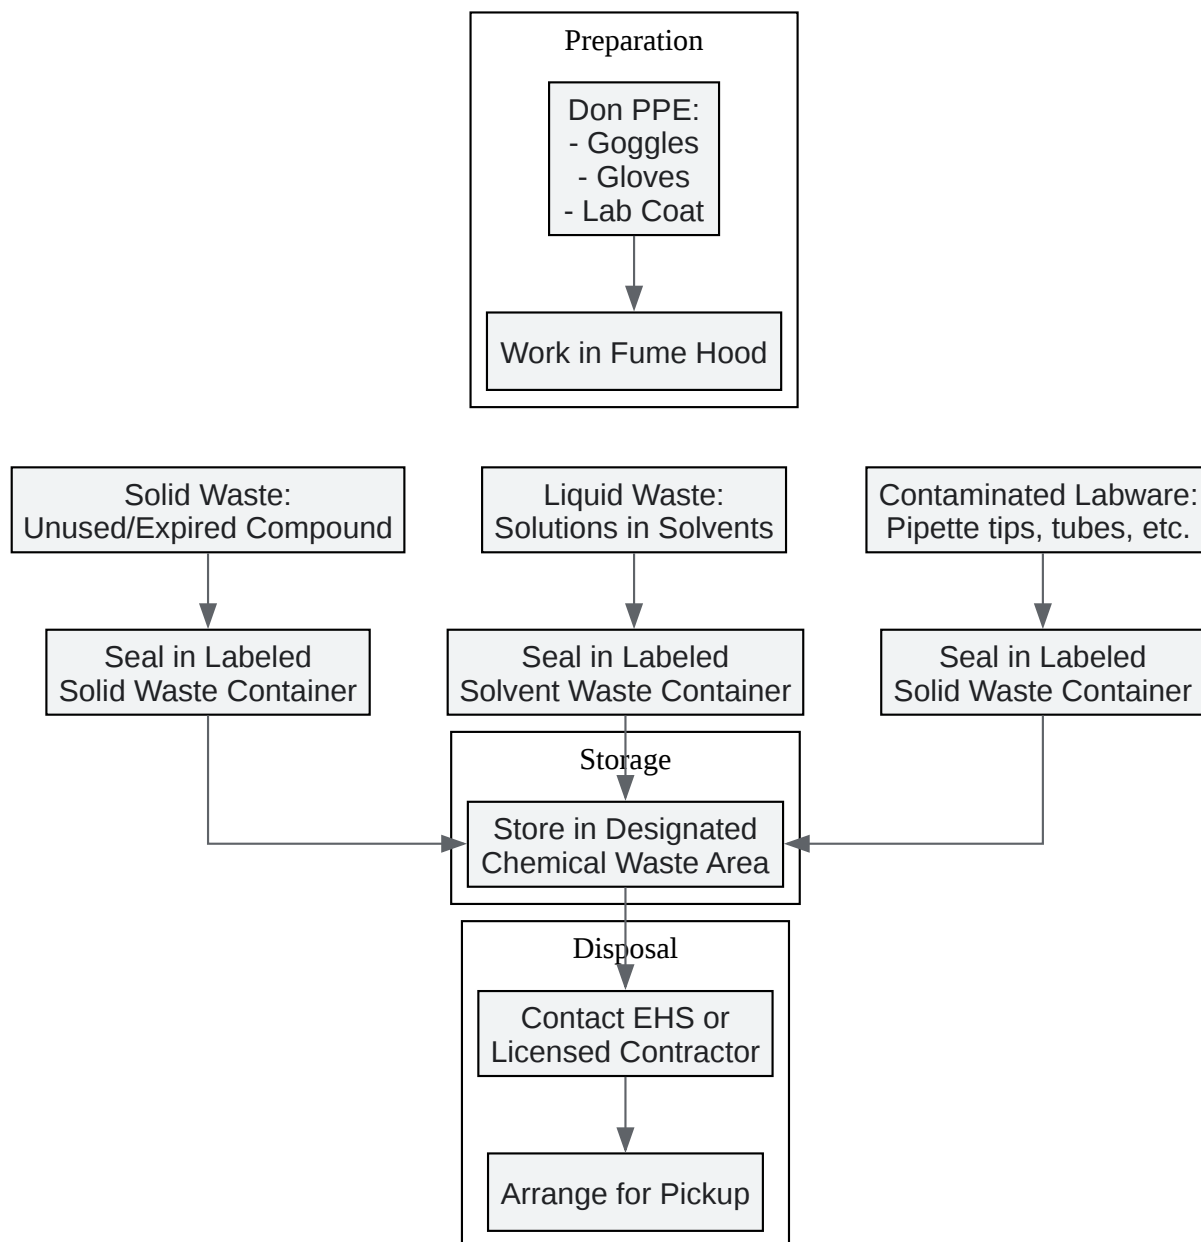 Preparation
Don PPE:
- Goggles
- Gloves
- Lab Coat
Work in Fume Hood
Solid Waste:
Unused/Expired Compound
Liquid Waste:
Solutions in Solvents
Contaminated Labware:
Pipette tips, tubes, etc.
Seal in Labeled
Solid Waste Container
Seal in Labeled
Solvent Waste Container
Seal in Labeled
Solid Waste Container
Storage
Store in Designated
Chemical Waste Area
Disposal
Contact EHS or
Licensed Contractor
Arrange for Pickup